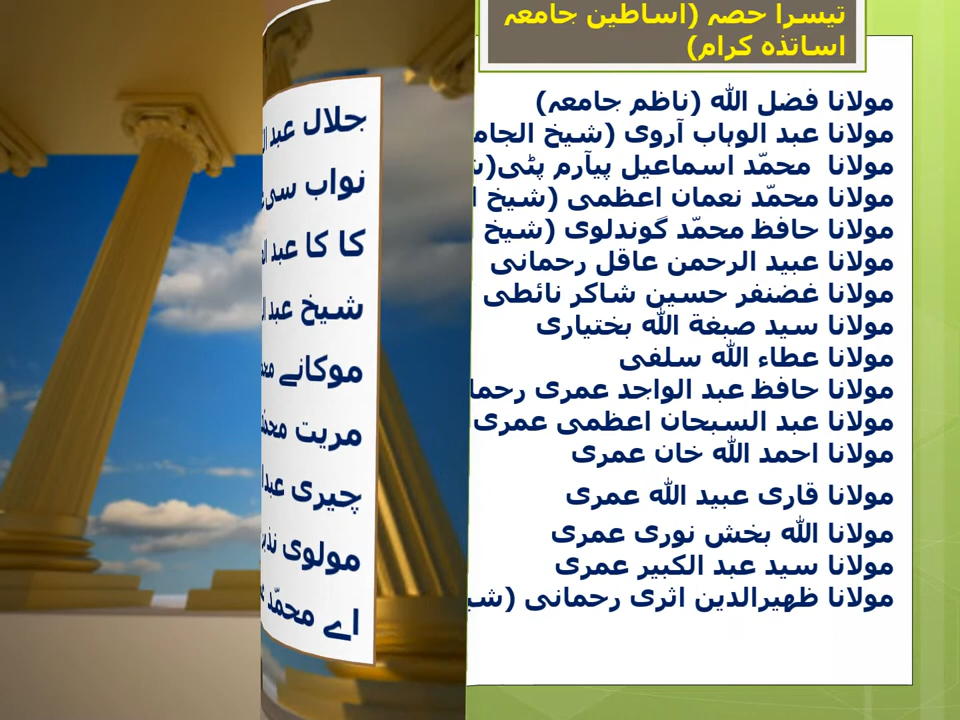 تیسرا حصہ (اساطین جامعہ
اساتذہ کرام)
مولانا فضل اللہ (ناظم جامعہ)
مولانا عبد الوہاب آروی (شیخ
مولانا محمّد اسماعیل پیآرم پٹی
مولانا محمّد نعمان اعظمی (شیخ
مولانا حافظ محمّد گوندلوی (شیخ
مولانا عبید الرحمن عاقل رحمانی
مولانا غضنفر حسین شاکر نائطی
مولانا سید صبغة اللہ بختیاری
مولانا عطاء اللہ سلفی
مولانا حافظ عبد الواجد عمری
مولانا عبد السبحان اعظمی عمری
مولانا احمد اللہ خان عمری
مولانا قاری عبید اللہ عمری
مولانا اللہ بخش نوری عمری
مولانا سید عبد الکبیر عمری
مولانا ظہیرالدین اثری رحمانی
جلال
نواب
کا کا
شیخ
موکانے
مریت
چیری
مولوی
اے